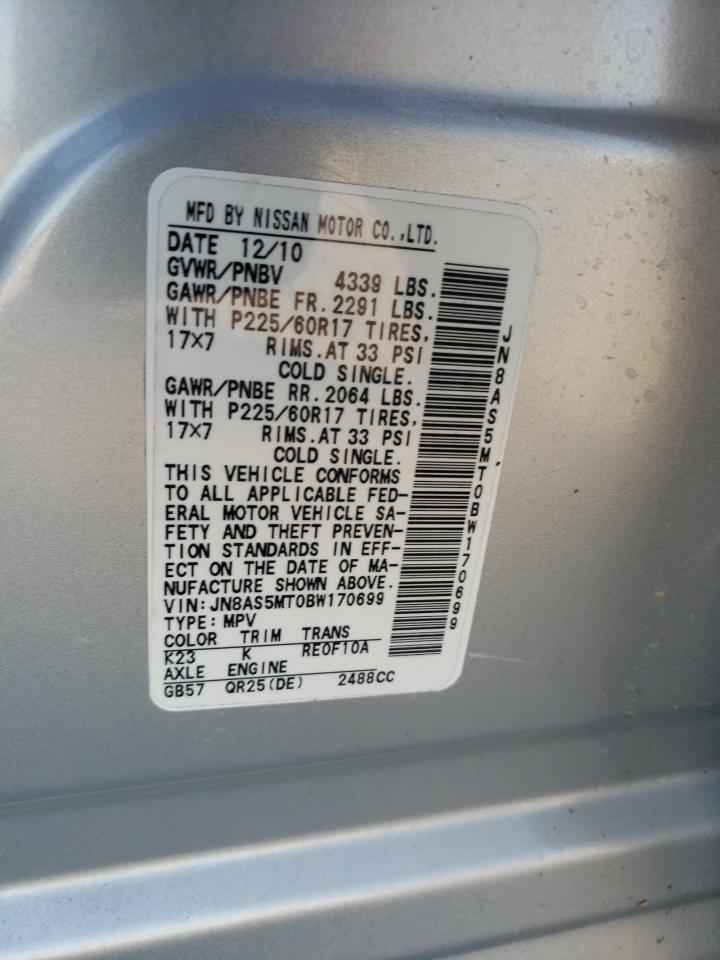 MFD BY NISSAN MOTOR CO.,LTD.
DATE 12/10
GVWR/PNBV 4339 LBS.
GAWR/PNBE FR. 2291 LBS.
WITH P225/60R17 TIRES,
17×7 RIMS. AT 33 PSI
COLD SINGLE.
GAWR/PNBE RR. 2064 LBS.
WITH P225/60R17 TIRES,
17×7 RIMS. AT 33 PSI
COLD SINGLE.
THIS VEHICLE CONFORMS
TO ALL APPLICABLE FED-
ERAL MOTOR VEHICLE SA-
FETY AND THEFT PREVEN-
TION STANDARDS IN EFF-
ECT ON THE DATE OF MA-
NUFACTURE SHOWN ABOVE.
VIN: JN8AS5MT0BW170699
TYPE: MPV
COLOR TRIM TRANS
K23 K RE0F10A
AXLE ENGINE
GB57 QR25(DE) 2488CC
JN8AS5MT0BW170699